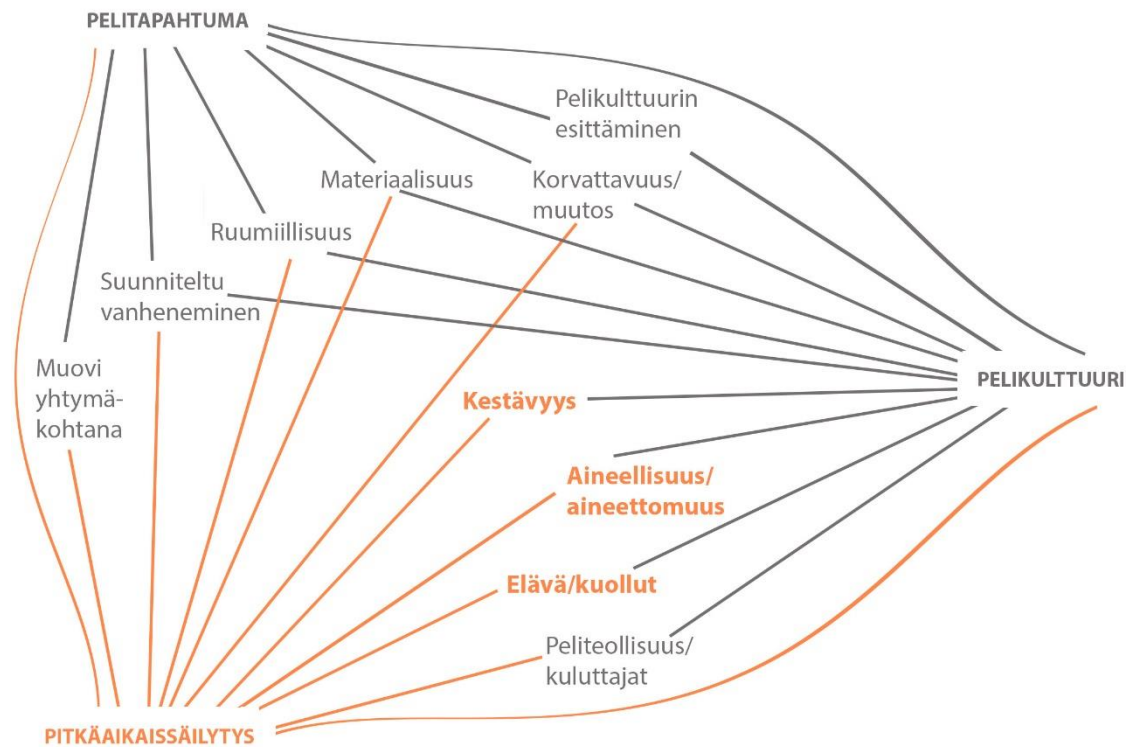 PELITAPAHTUMA
Pelikulttuurin
esittäminen
Materiaalisuus
Korvattavuus/
muutos
Ruumiillisuus
Suunniteltu
vanheneminen
Muovi
yhtymä-
kohtana
PELIKULTTUURI
Kestävyys
Aineellisuus/
aineettomuus
Elävä/kuollut
Peliteollisuus/
kuluttajat
PITKÄAIKAISSÄILYTYS